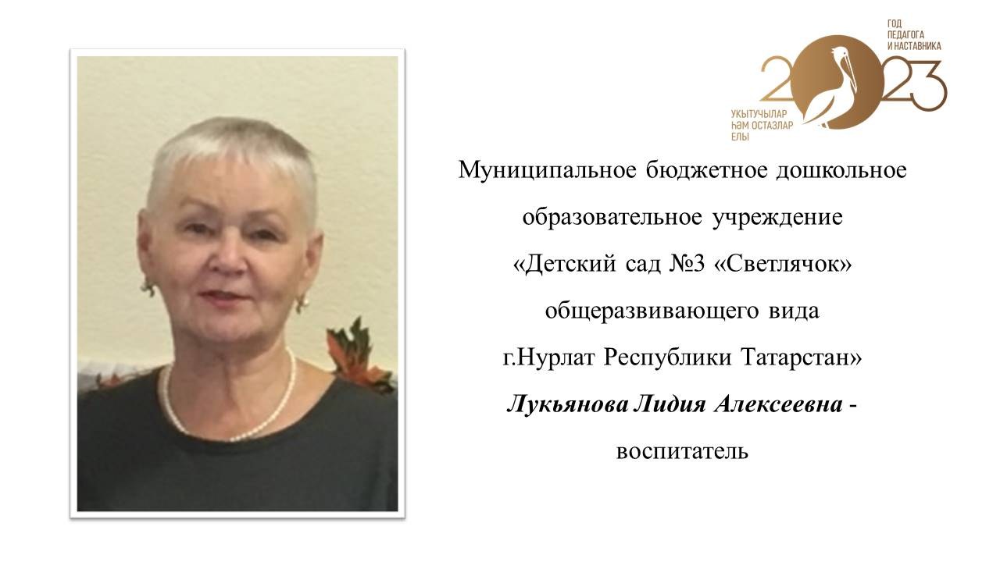 ГОД
ПЕДАГОГА
И НАСТАВНИКА
2023
УКЫТУЧЫЛАР
ҺӘМ ОСТАЗЛАР
ЕЛЫ
Муниципальное бюджетное дошкольное
образовательное учреждение
«Детский сад №3 «Светлячок»
общеразвивающего вида
г.Нурлат Республики Татарстан»
Лукьянова Лидия Алексеевна -
воспитатель